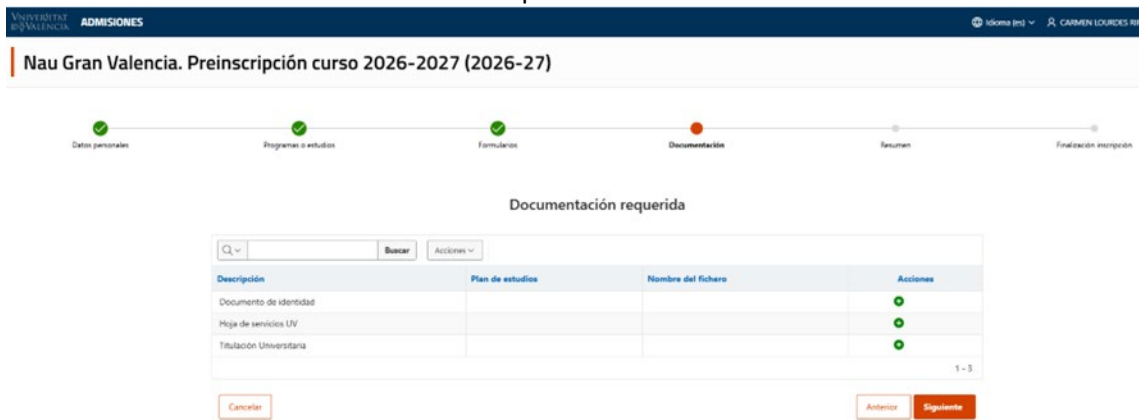 VNIVERSITAT ADMISIONES
D VALÈNCIA
Idioma (es) CARMEN LOURDES
Nau Gran Valencia. Preinscripción curso 2026-2027 (2026-27)
Datos personales Programas o estudios Formularios Documentación Resumen Finalización inscripción
Documentación requerida
Buscar Acciones
Descripción Plan de estudios Nombre del fichero Acciones
Documento de identidad
Hoja de servicios UV
Titulación Universitaria
1 - 3
Cancelar Anterior Siguiente